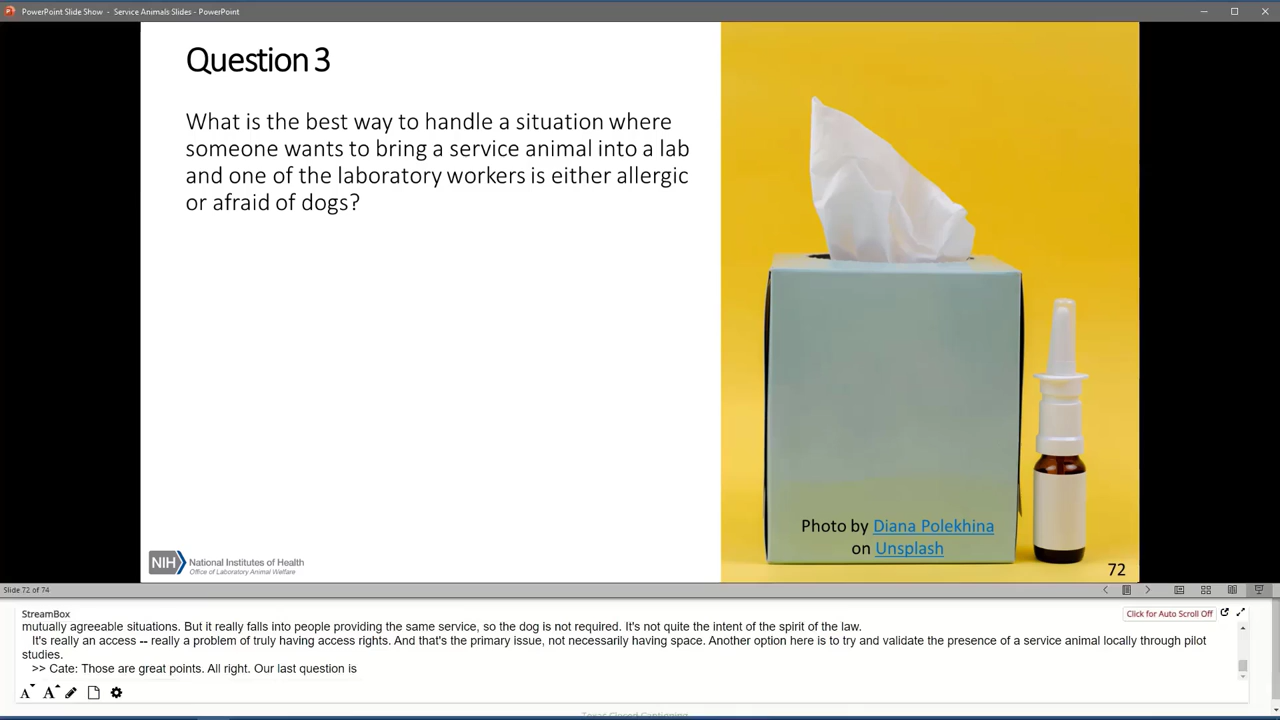 PowerPoint Slide Show - Service Animals Slides - PowerPoint
Question 3
What is the best way to handle a situation where
someone wants to bring a service animal into a lab
and one of the laboratory workers is either allergic
or afraid of dogs?
Photo by Diana Polekhina
on Unsplash
NIH National Institutes of Health
Office of Laboratory Animal Welfare
72
Slide 72 of 74
StreamBox
Click for Auto Scroll Off
mutually agreeable situations. But it really falls into people providing the same service, so the dog is not required. It's not quite the intent of the spirit of the law.
It's really an access -- really a problem of truly having access rights. And that's the primary issue, not necessarily having space. Another option here is to try and validate the presence of a service animal locally through pilot
studies.
>> Cate: Those are great points. All right. Our last question is
A A
Texas Closed Captioning